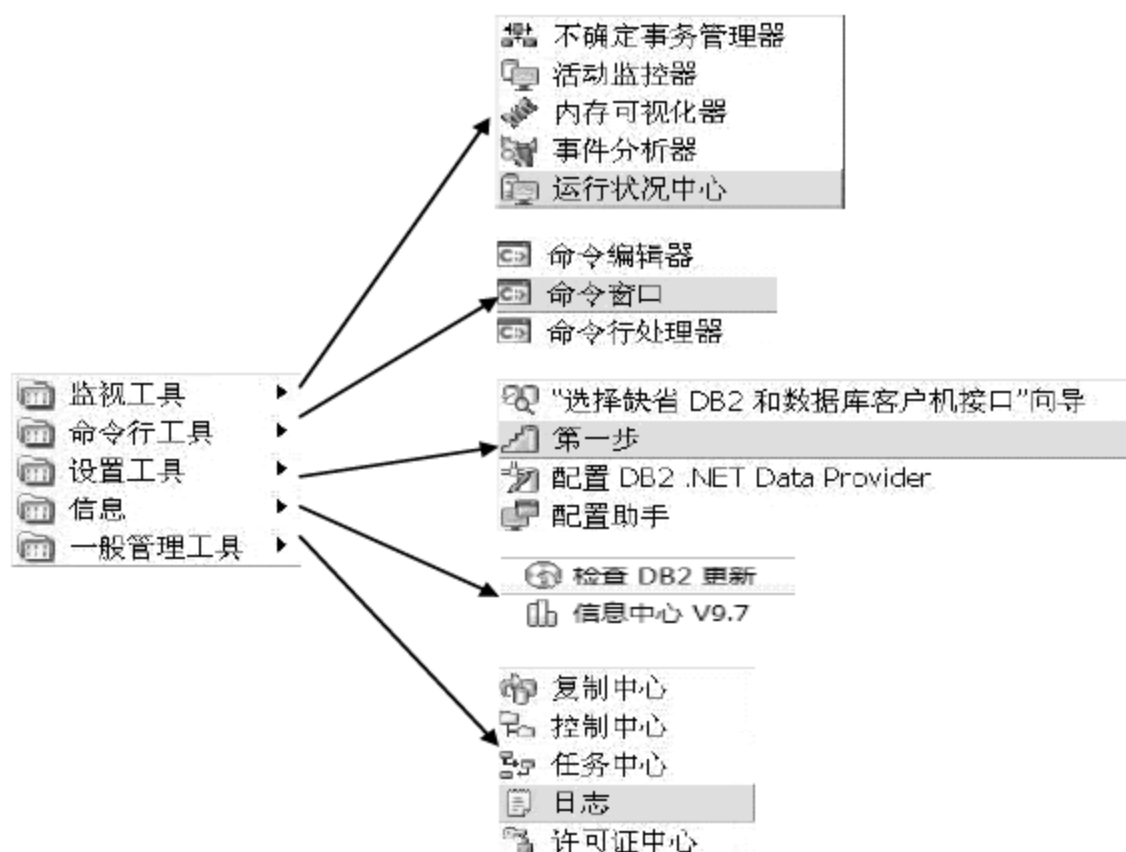 不确定事务管理器
活动监控器
内存可视化器
事件分析器
运行状况中心
命令编辑器
命令窗口
命令行处理器
监视工具
命令行工具
设置工具
信息
一般管理工具
"选择缺省 DB2 和数据库客户机接口"向导
第一步
配置 DB2 .NET Data Provider
配置助手
检查 DB2 更新
信息中心 V9.7
复制中心
控制中心
任务中心
日志
许可证中心